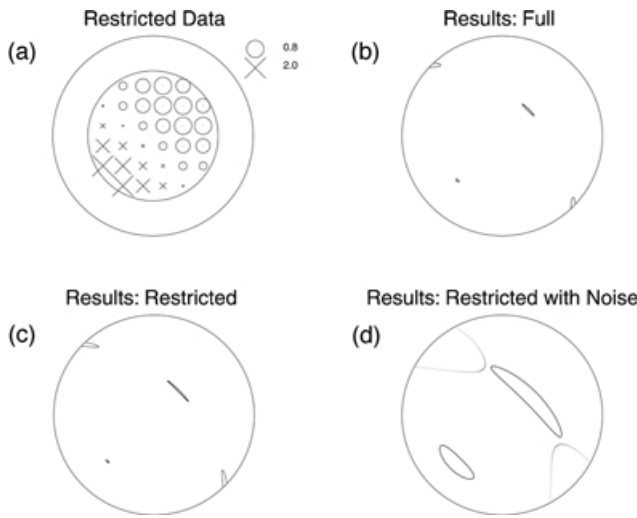 Restricted Data
(a)
0.8
2.0
Results: Full
(b)
Results: Restricted
(c)
Results: Restricted with Noise
(d)